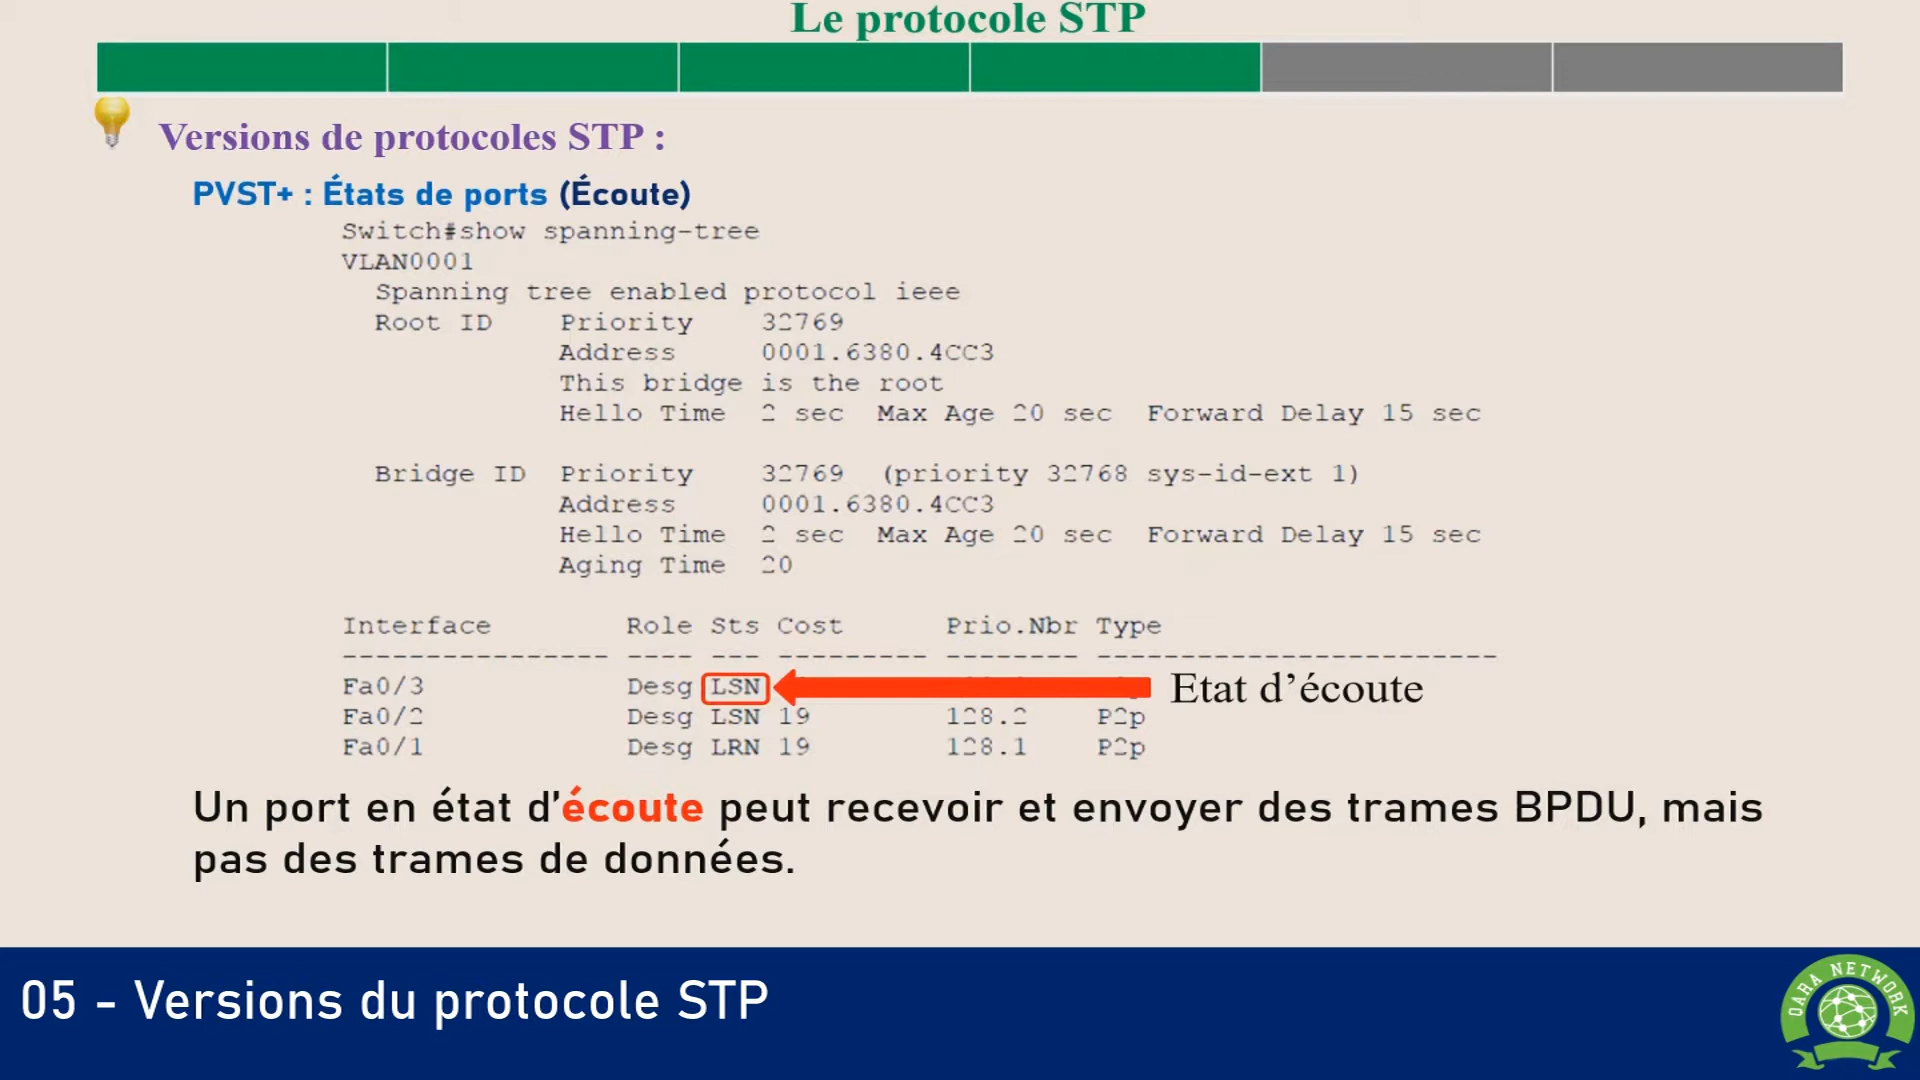 Le protocole STP
Versions de protocoles STP :
PVST+ : États de ports (Écoute)
Switch#show spanning-tree
VLAN0001
Spanning tree enabled protocol ieee
Root ID Priority 32769
Address 0001.6380.4CC3
This bridge is the root
Hello Time 2 sec Max Age 20 sec Forward Delay 15 sec
Bridge ID Priority 32769 (priority 32768 sys-id-ext 1)
Address 0001.6380.4CC3
Hello Time 2 sec Max Age 20 sec Forward Delay 15 sec
Aging Time 20
Interface Role Sts Cost Prio.Nbr Type
---------------- ---- --- --------- -------- ------------------------
Fa0/3 Desg LSN Etat d’écoute
Fa0/2 Desg LSN 19 128.2 P2p
Fa0/1 Desg LRN 19 128.1 P2p
Un port en état d’écoute peut recevoir et envoyer des trames BPDU, mais
pas des trames de données.
05 - Versions du protocole STP
QARA NETWORK